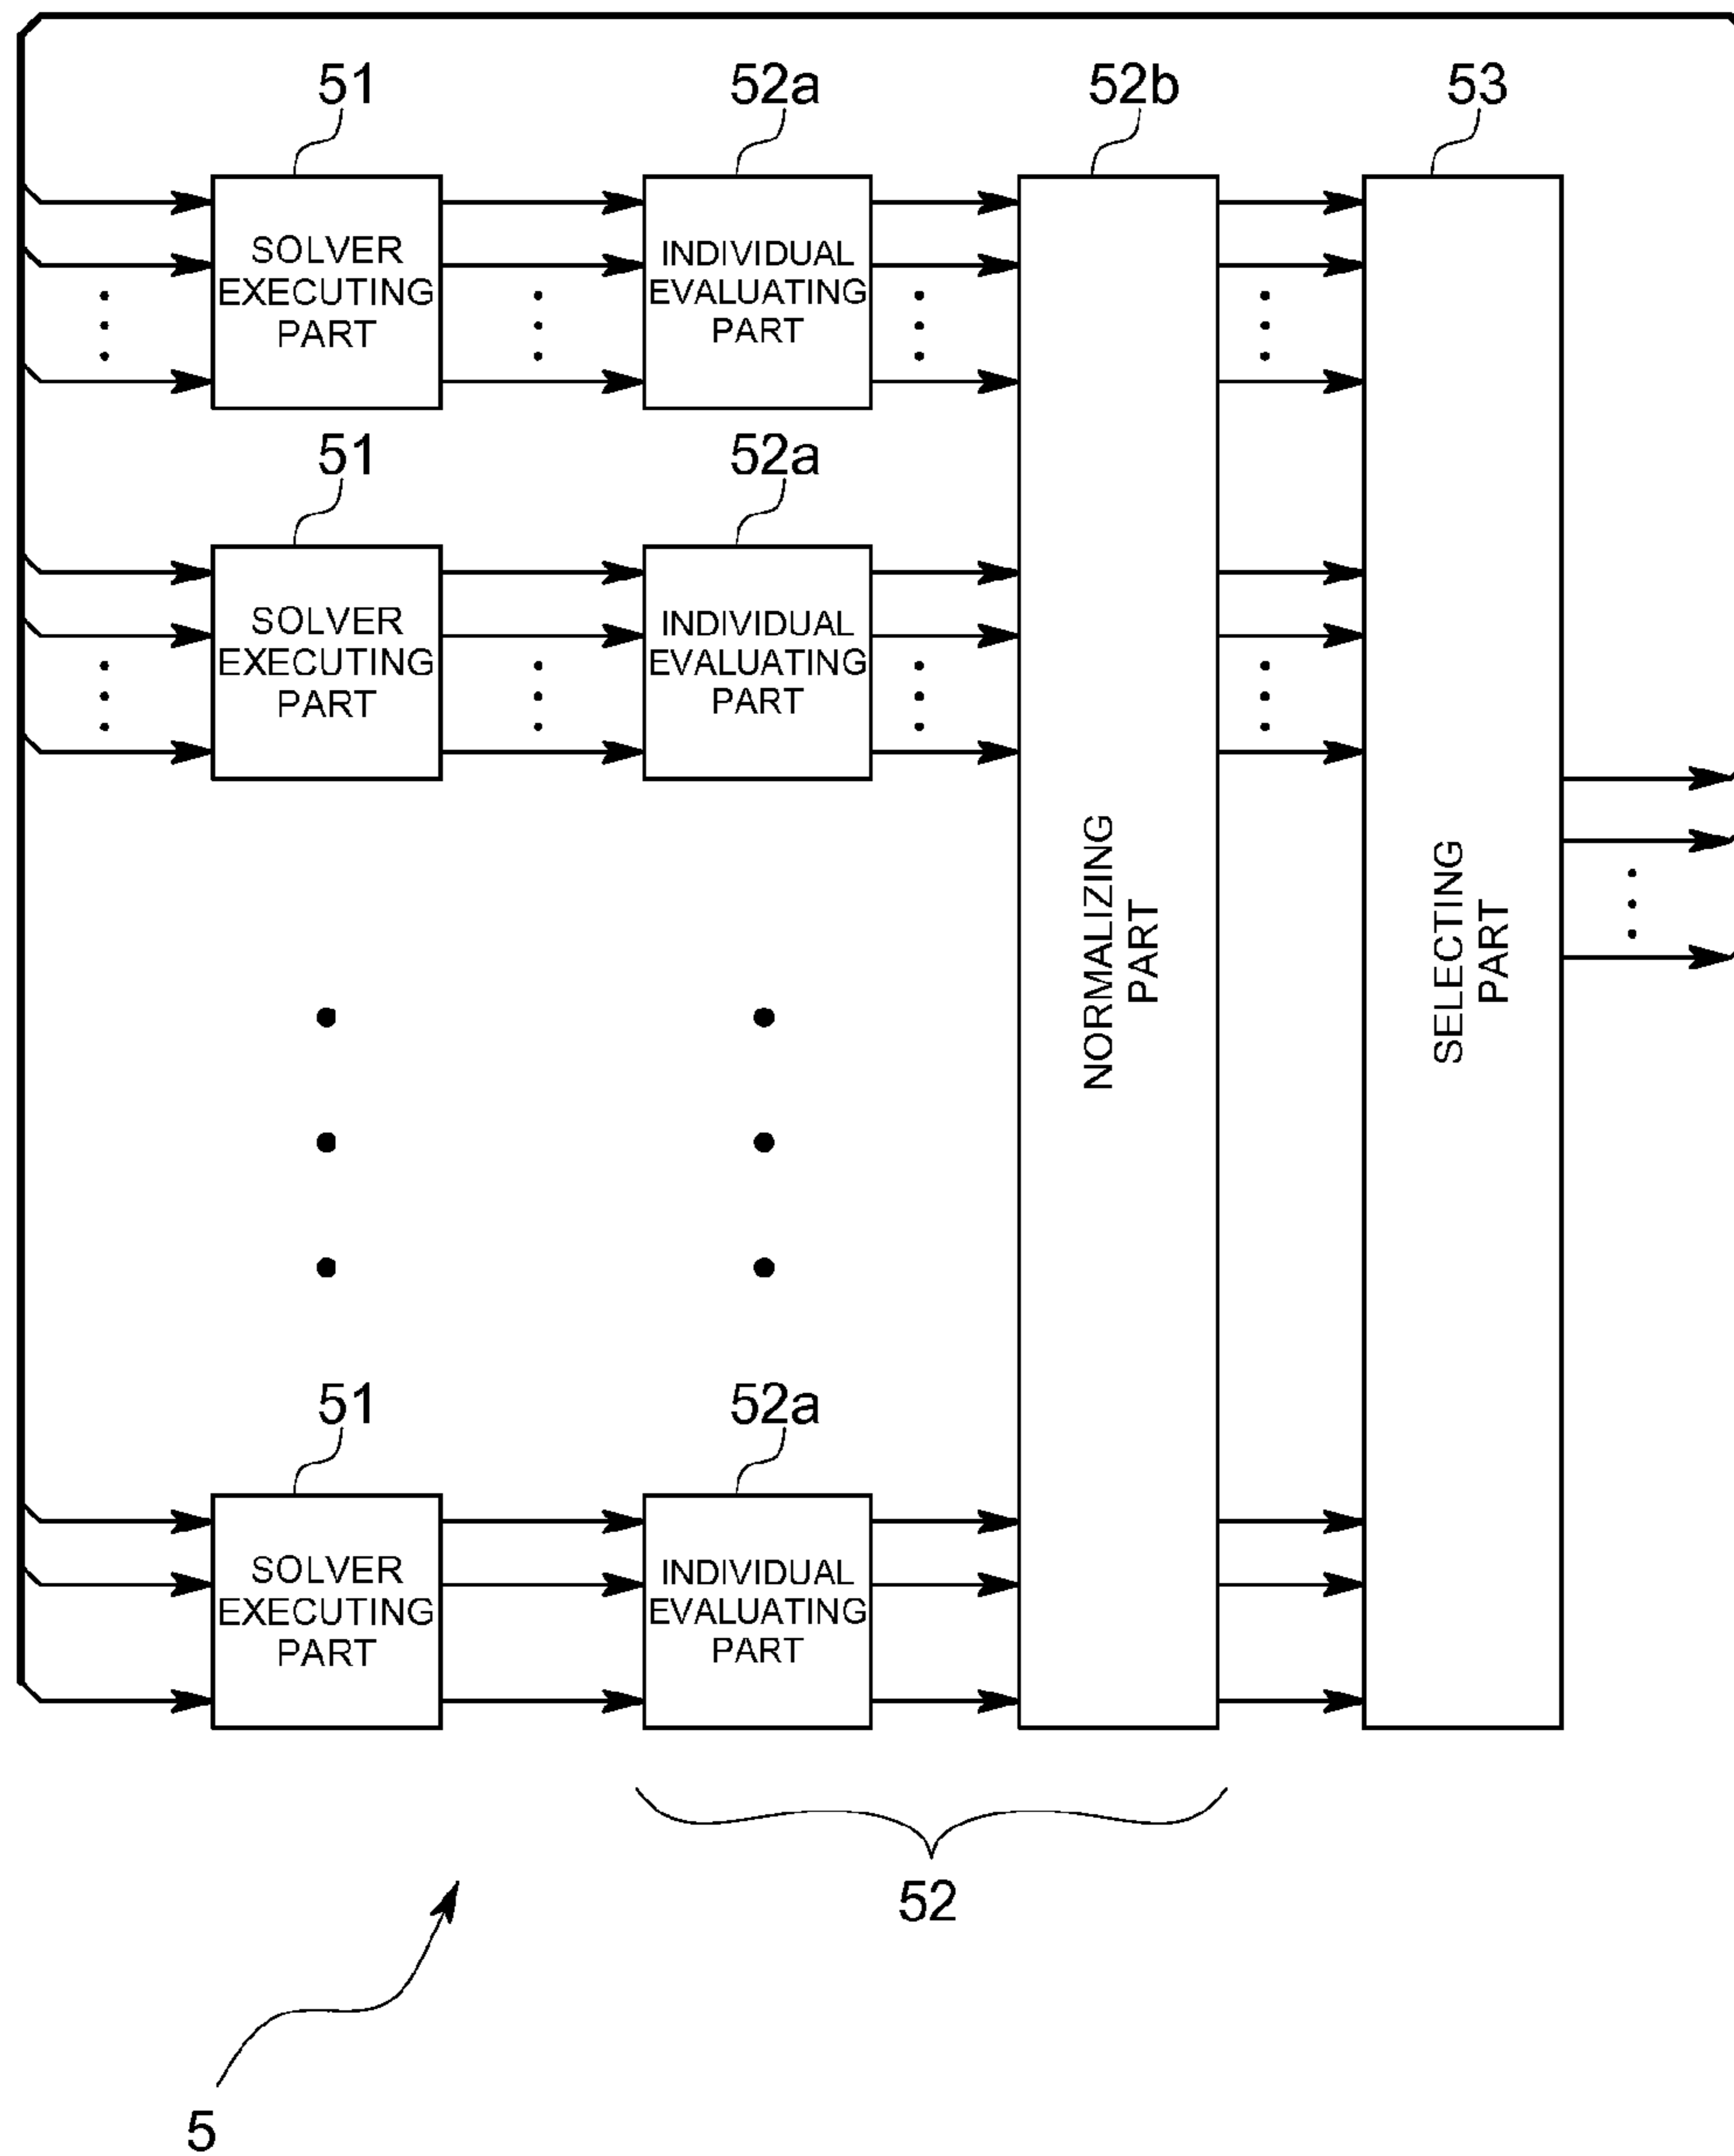 51
52a
52b
53
SOLVER
EXECUTING
PART
INDIVIDUAL
EVALUATING
PART
51
52a
SOLVER
EXECUTING
PART
INDIVIDUAL
EVALUATING
PART
NORMALIZING
PART
SELECTING
PART
51
52a
SOLVER
EXECUTING
PART
INDIVIDUAL
EVALUATING
PART
52
5